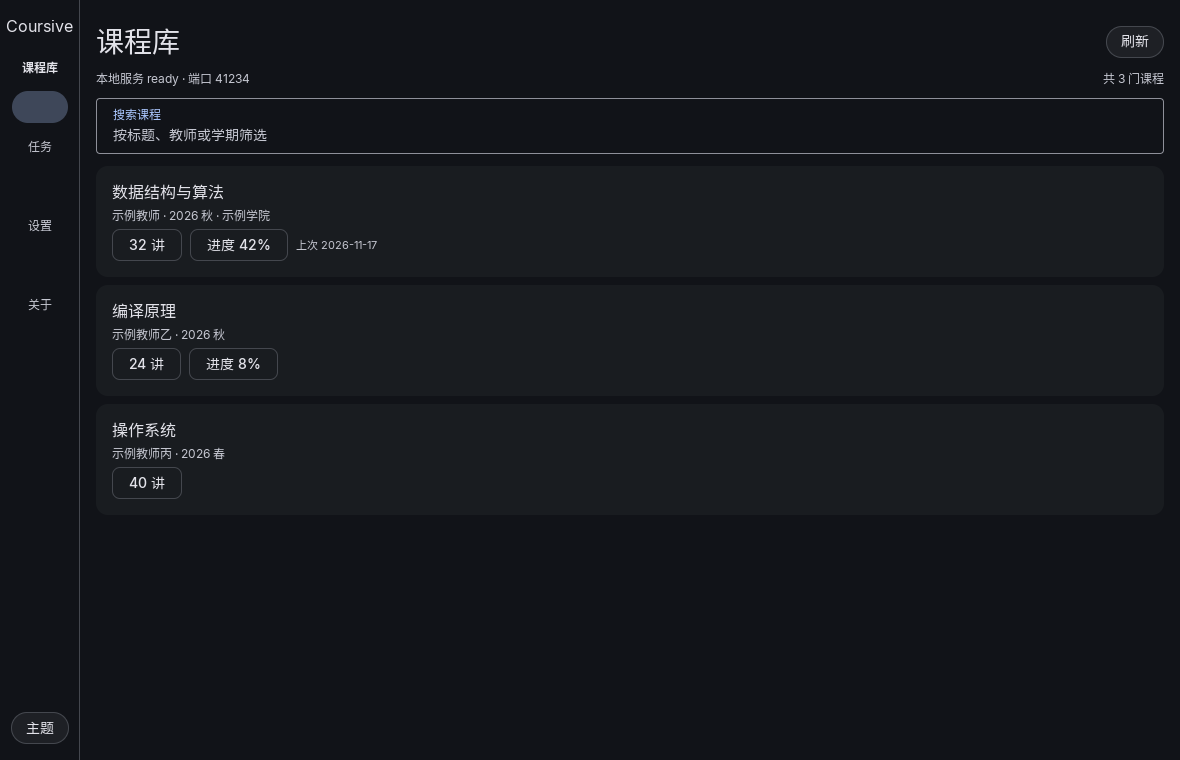 Coursive
课程库
任务
设置
关于
主题
课程库
刷新
本地服务 ready · 端口 41234
共 3 门课程
搜索课程
按标题、教师或学期筛选
数据结构与算法
示例教师 · 2026 秋 · 示例学院
32 讲
进度 42%
上次 2026-11-17
编译原理
示例教师乙 · 2026 秋
24 讲
进度 8%
操作系统
示例教师丙 · 2026 春
40 讲